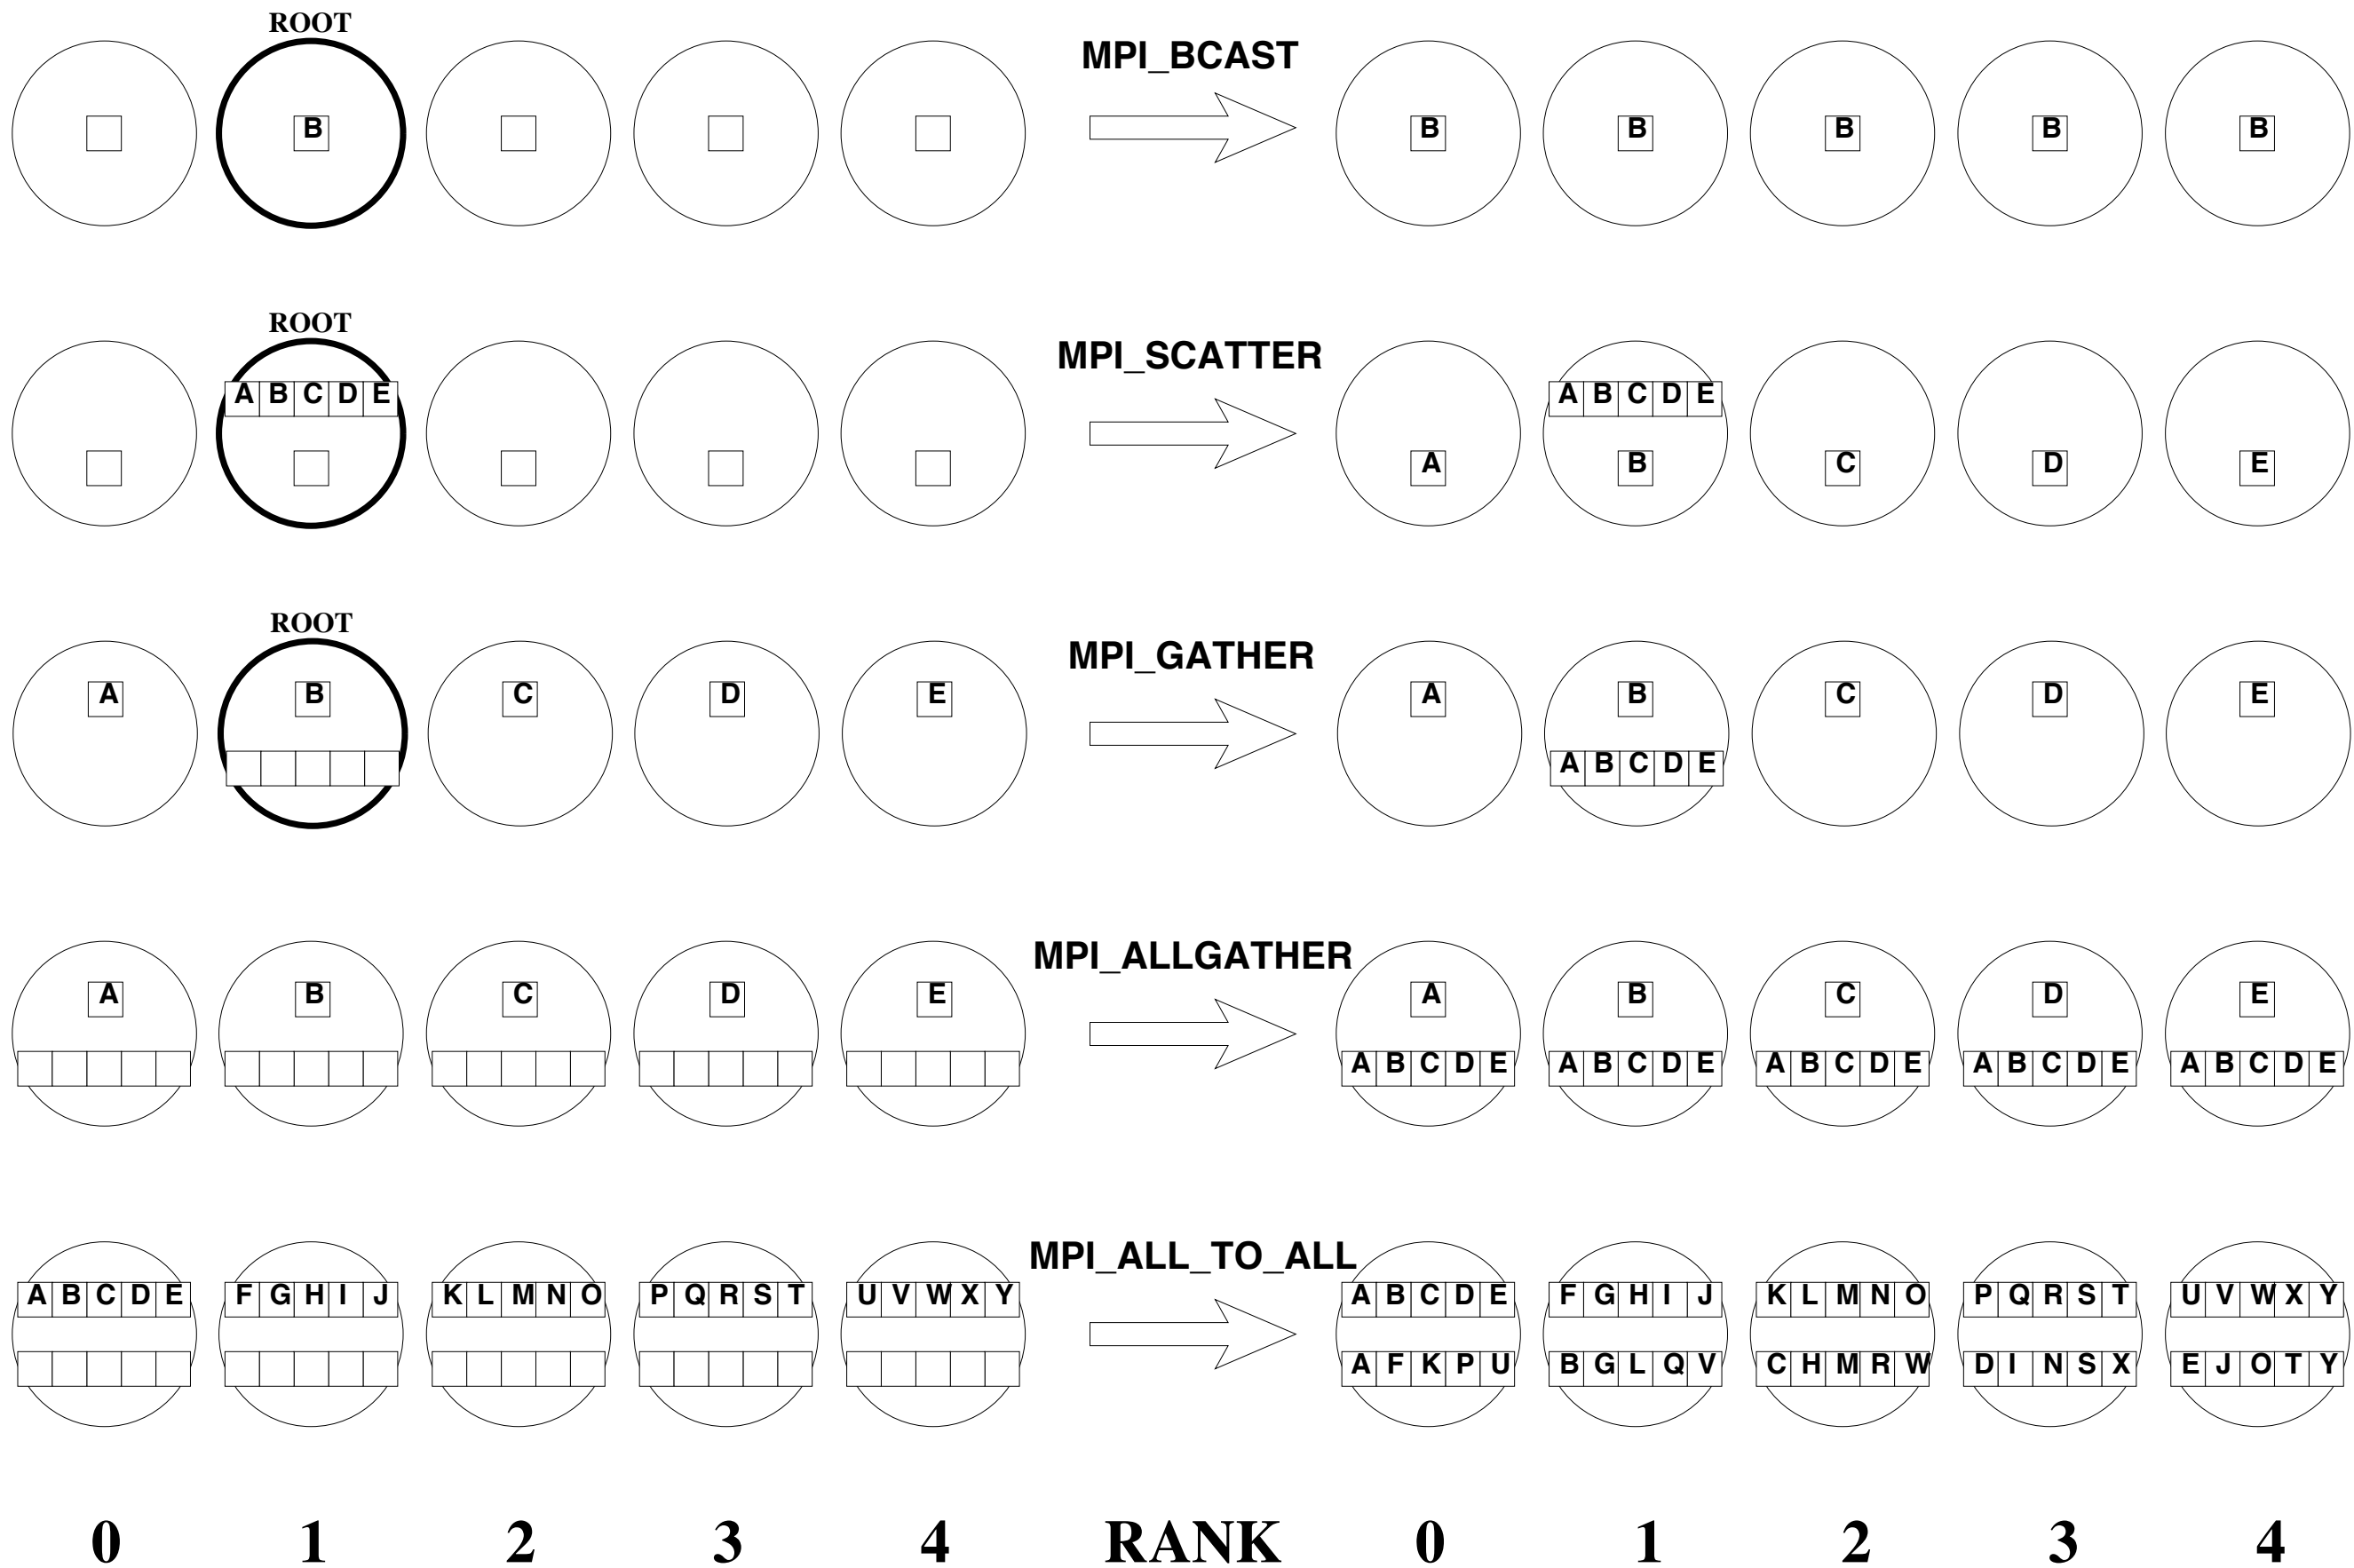 ROOT
B MPI_BCAST B B B B B
ROOT
MPI_SCATTER
A B C D E A B C D E
A B C D E
ROOT
MPI_GATHER
A B C D E A B C D E
A B C D E
MPI_ALLGATHER
A B C D E A B C D E
A B C D E A B C D E A B C D E A B C D E A B C D E
MPI_ALL_TO_ALL
A B C D E F G H I J K L M N O P Q R S T U V W X Y A B C D E F G H I J K L M N O P Q R S T U V W X Y
A F K P U B G L Q V C H M R W D I N S X E J O T Y
0 1 2 3 4 RANK 0 1 2 3 4